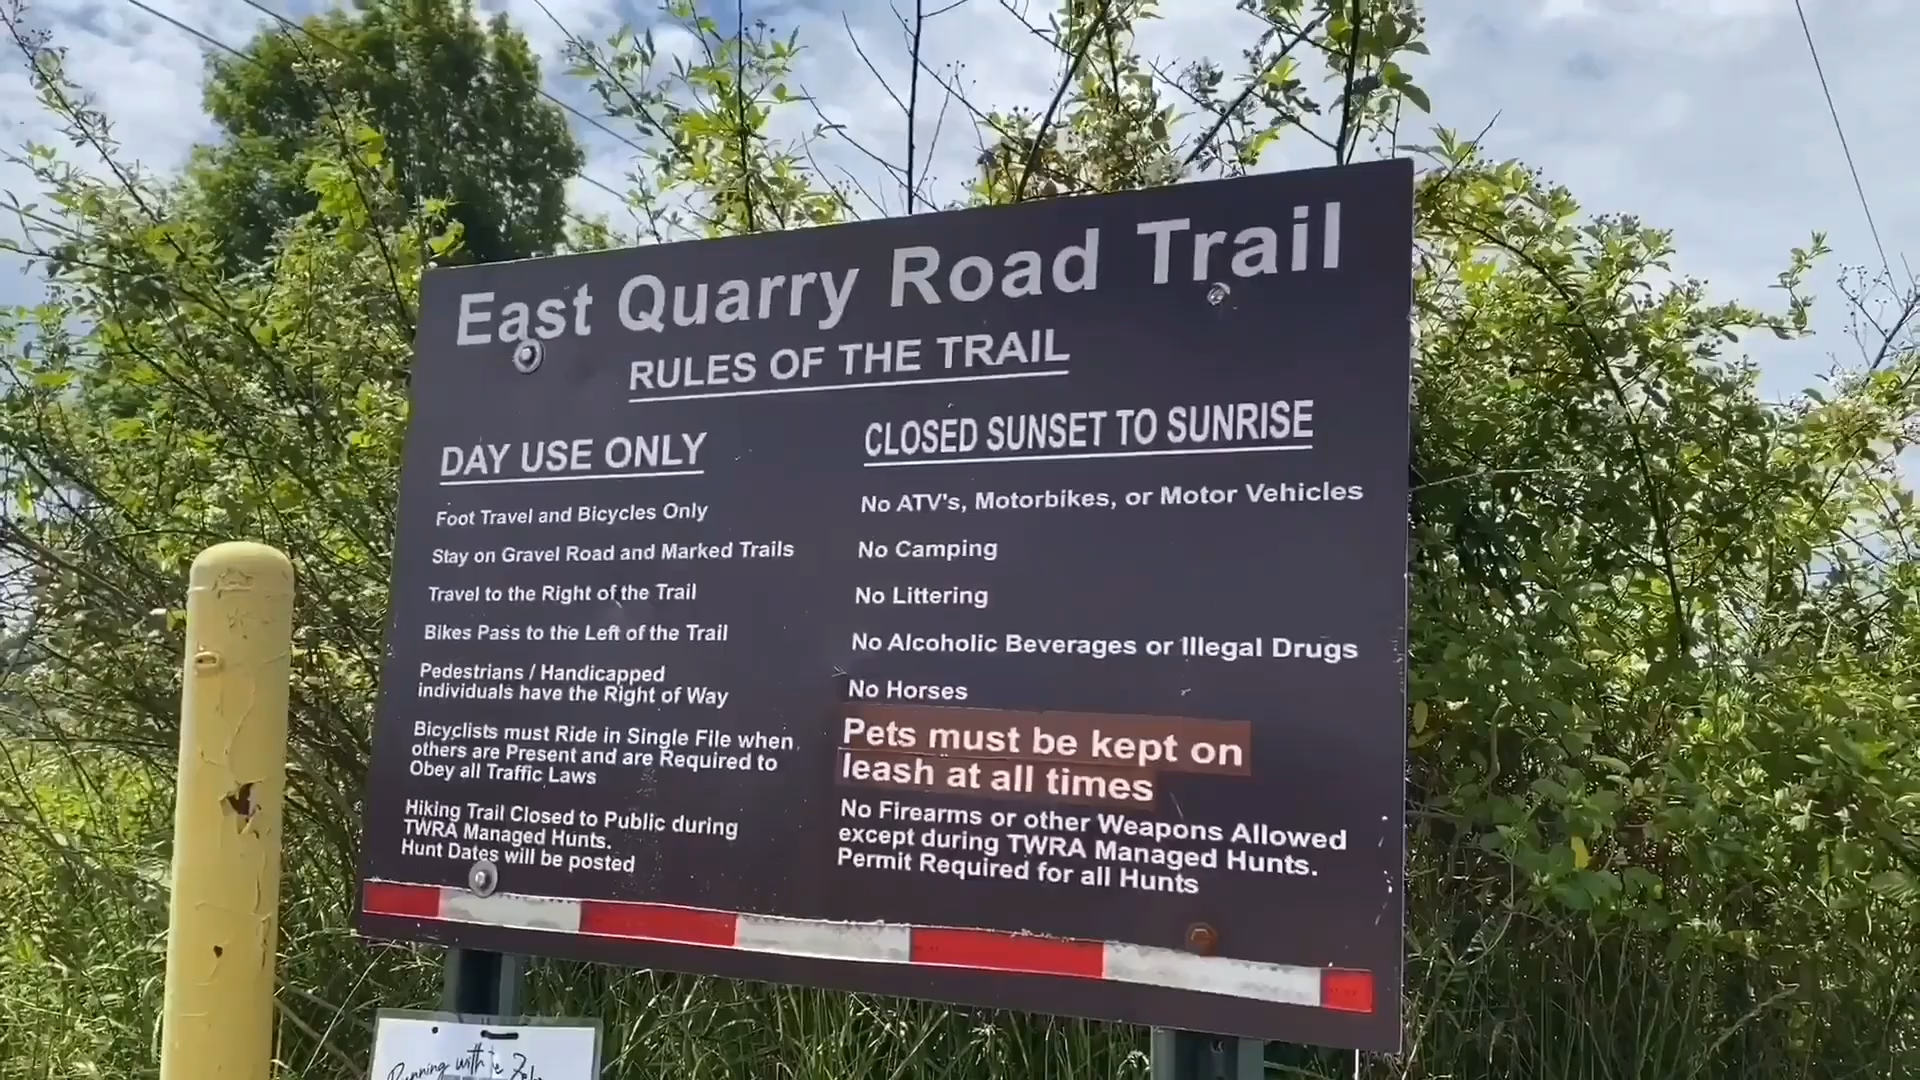 East Quarry Road Trail
RULES OF THE TRAIL
DAY USE ONLY
Foot Travel and Bicycles Only
Stay on Gravel Road and Marked Trails
Travel to the Right of the Trail
Bikes Pass to the Left of the Trail
Pedestrians / Handicapped
individuals have the Right of Way
Bicyclists must Ride in Single File when
others are Present and are Required to
Obey all Traffic Laws
Hiking Trail Closed to Public during
TWRA Managed Hunts.
Hunt Dates will be posted
CLOSED SUNSET TO SUNRISE
No ATV's, Motorbikes, or Motor Vehicles
No Camping
No Littering
No Alcoholic Beverages or Illegal Drugs
No Horses
Pets must be kept on
leash at all times
No Firearms or other Weapons Allowed
except during TWRA Managed Hunts.
Permit Required for all Hunts
Running with